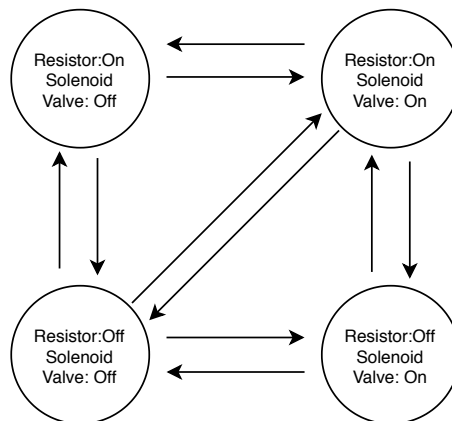 Resistor:On
Solenoid
Valve: Off
Resistor:On
Solenoid
Valve: On
Resistor:Off
Solenoid
Valve: Off
Resistor:Off
Solenoid
Valve: On